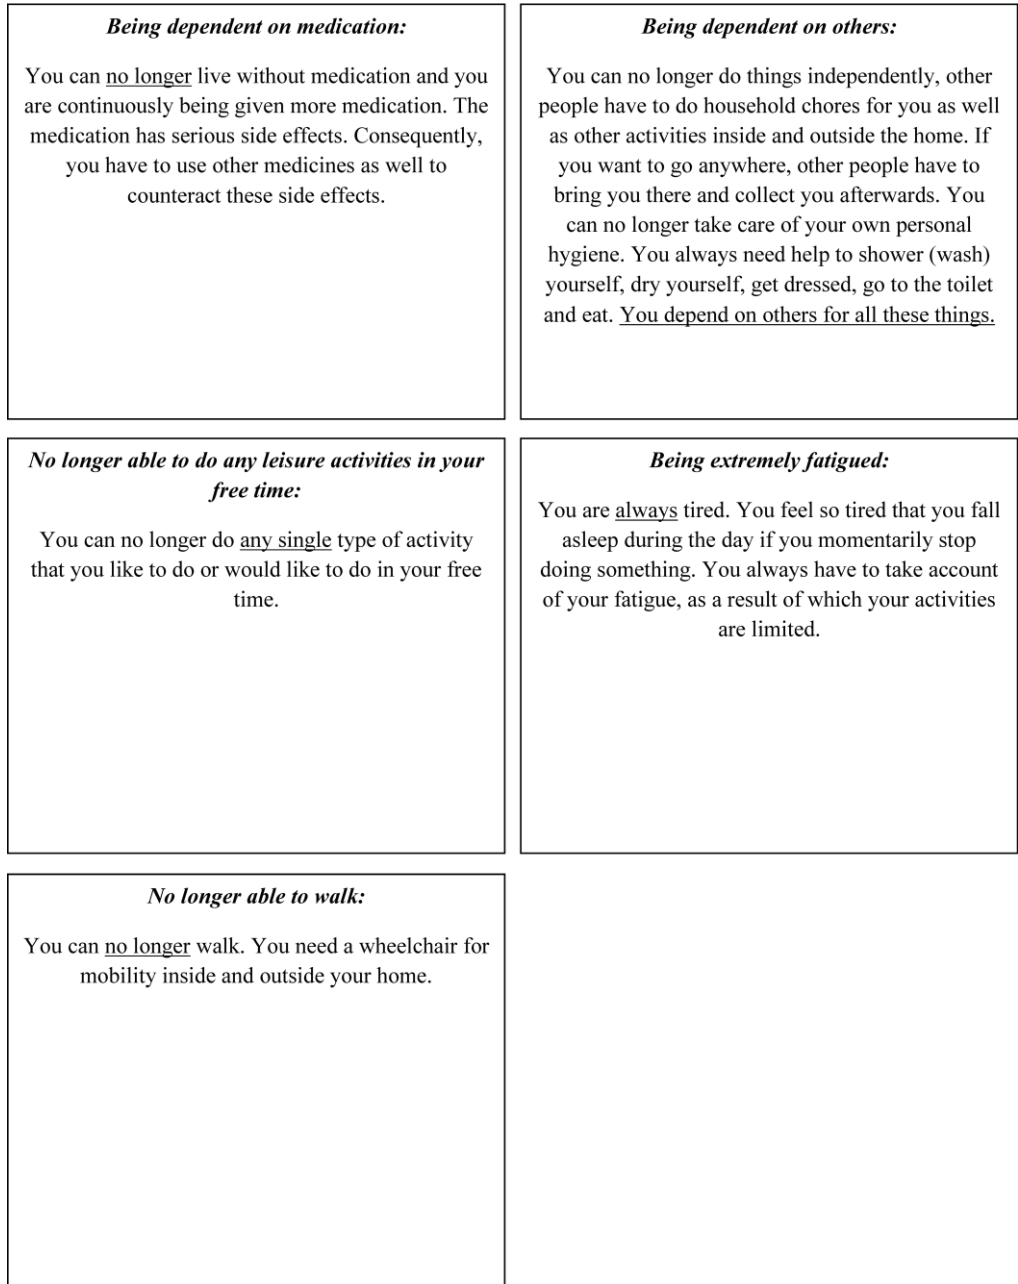 Being dependent on medication:
You can no longer live without medication and you
are continuously being given more medication. The
medication has serious side effects. Consequently,
you have to use other medicines as well to
counteract these side effects.
Being dependent on others:
You can no longer do things independently, other
people have to do household chores for you as well
as other activities inside and outside the home. If
you want to go anywhere, other people have to
bring you there and collect you afterwards. You
can no longer take care of your own personal
hygiene. You always need help to shower (wash)
yourself, dry yourself, get dressed, go to the toilet
and eat. You depend on others for all these things.
No longer able to do any leisure activities in your
free time:
You can no longer do any single type of activity
that you like to do or would like to do in your free
time.
Being extremely fatigued:
You are always tired. You feel so tired that you fall
asleep during the day if you momentarily stop
doing something. You always have to take account
of your fatigue, as a result of which your activities
are limited.
No longer able to walk:
You can no longer walk. You need a wheelchair for
mobility inside and outside your home.